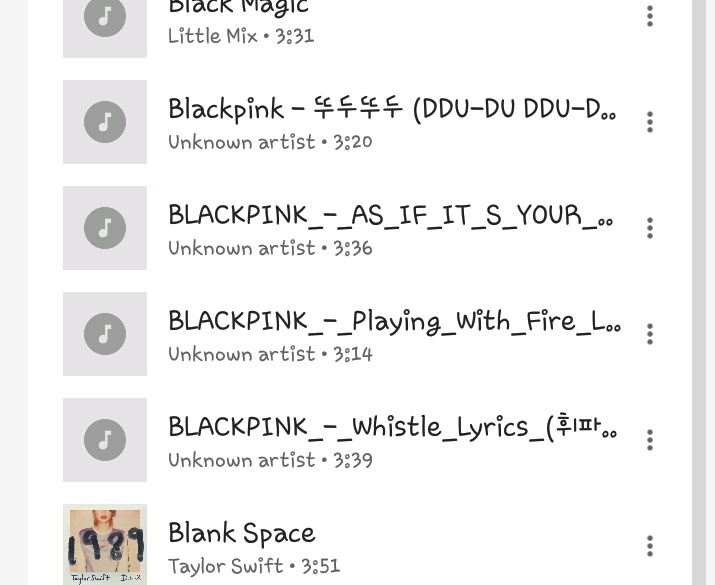 Black Magic
Little Mix • 3:31
Blackpink - 뚜두뚜두 (DDU-DU DDU-D..
Unknown artist • 3:20
BLACKPINK_-_AS_IF_IT_S_YOUR_..
Unknown artist • 3:36
BLACKPINK_-_Playing_With_Fire_L..
Unknown artist • 3:14
BLACKPINK_-_Whistle_Lyrics_(휘파..
Unknown artist • 3:39
1989
Taylor Swift D.L.X.
Blank Space
Taylor Swift • 3:51